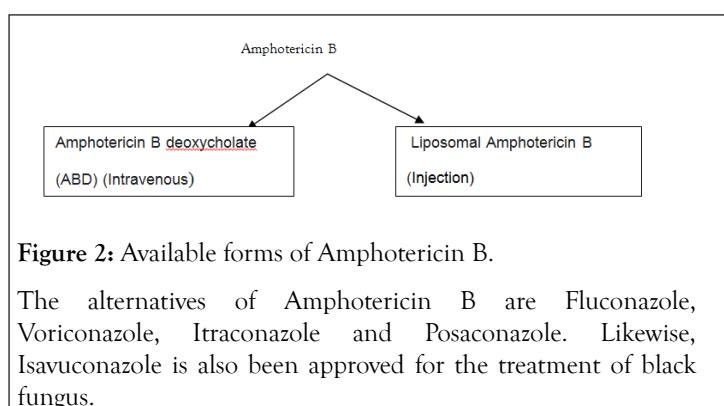 Amphotericin B
Amphotericin B deoxycholate
(ABD) (Intravenous)
Liposomal Amphotericin B
(Injection)
Figure 2: Available forms of Amphotericin B.
The alternatives of Amphotericin B are Fluconazole,
Voriconazole, Itraconazole and Posaconazole. Likewise,
Isavuconazole is also been approved for the treatment of black
fungus.